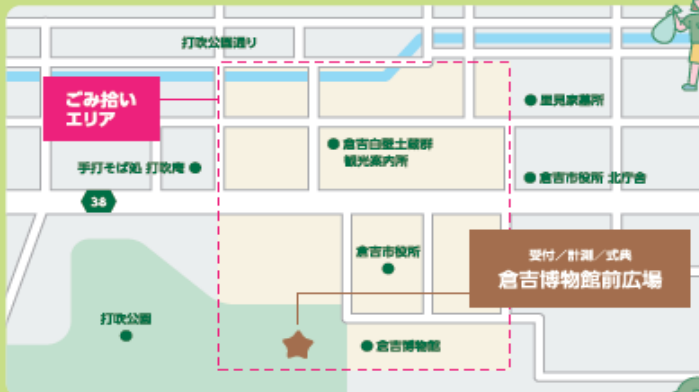 打吹公園通り
ごみ拾い
エリア
里見家墓所
倉吉白壁土蔵群
観光案内所
手打そば処 打吹庵
倉吉市役所 北庁舎
38
倉吉市役所
受付／計測／式典
倉吉博物館前広場
打吹公園
倉吉博物館